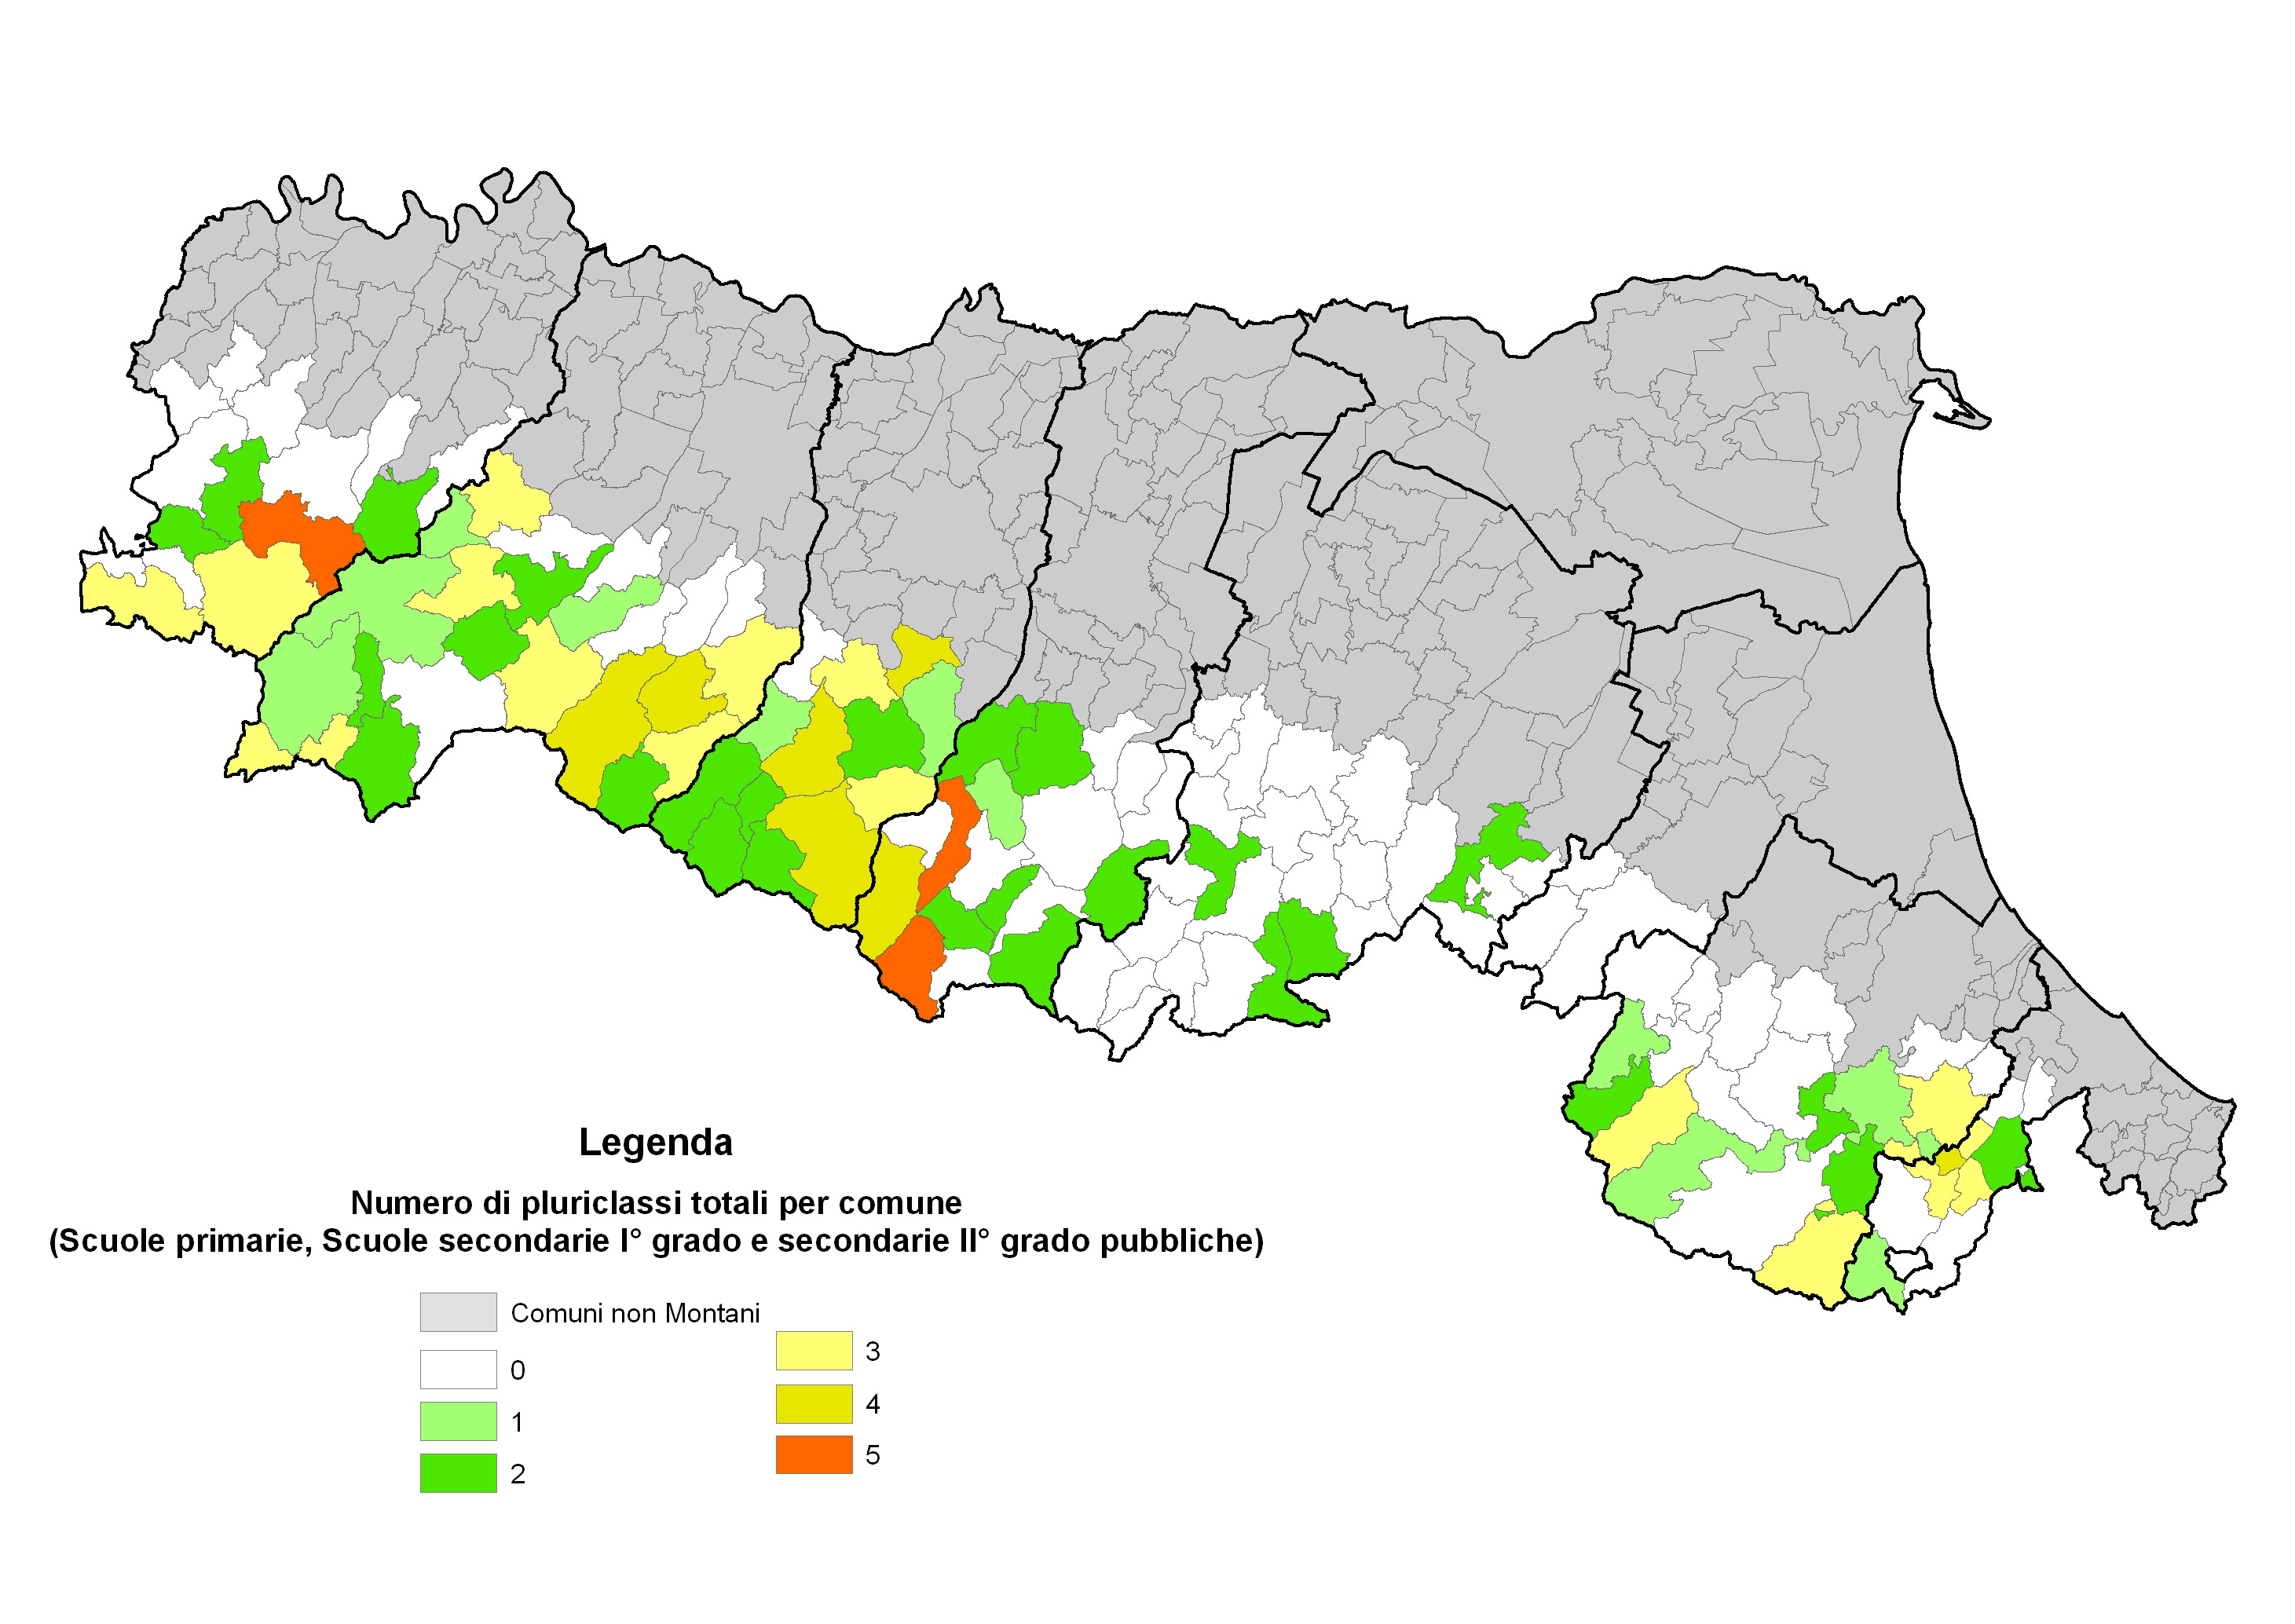 Legenda
Numero di pluriclassi totali per comune
(Scuole primarie, Scuole secondarie I° grado e secondarie II° grado pubbliche)
Comuni non Montani
0
1
2
3
4
5